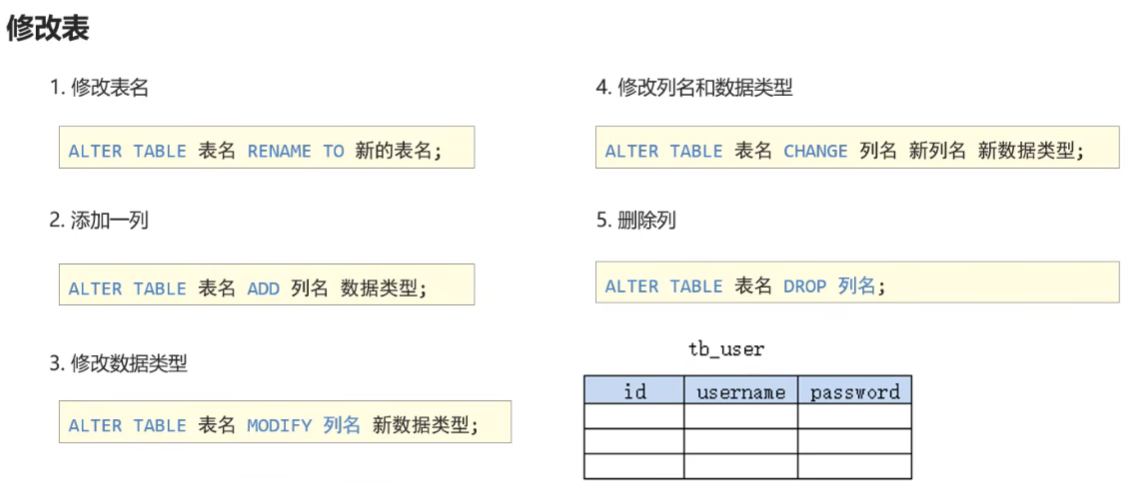 修改表
1. 修改表名
ALTER TABLE 表名 RENAME TO 新的表名;
2. 添加一列
ALTER TABLE 表名 ADD 列名 数据类型;
3. 修改数据类型
ALTER TABLE 表名 MODIFY 列名 新数据类型;
4. 修改列名和数据类型
ALTER TABLE 表名 CHANGE 列名 新列名 新数据类型;
5. 删除列
ALTER TABLE 表名 DROP 列名;
tb_user
id username password